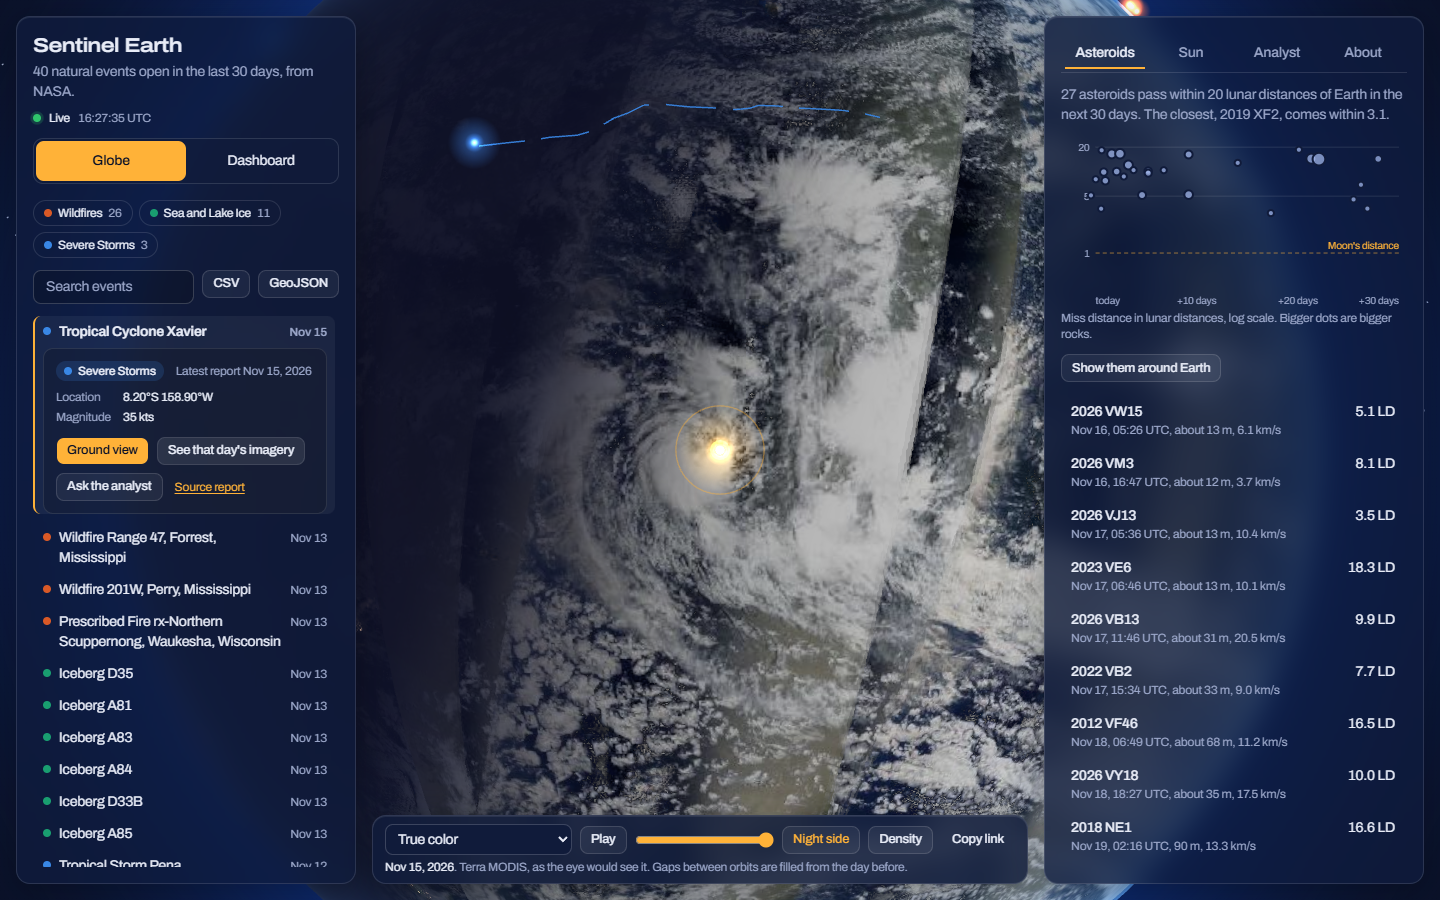 Sentinel Earth
40 natural events open in the last 30 days, from
NASA.
Live 16:27:35 UTC
Globe
Dashboard
Wildfires 26
Sea and Lake Ice 11
Severe Storms 3
Search events
CSV
GeoJSON
Tropical Cyclone Xavier
Nov 15
Severe Storms
Latest report Nov 15, 2026
Location 8.20°S 158.90°W
Magnitude 35 kts
Ground view
See that day's imagery
Ask the analyst
Source report
Wildfire Range 47, Forrest,
Mississippi
Nov 13
Wildfire 201W, Perry, Mississippi
Nov 13
Prescribed Fire rx-Northern
Scuppernong, Waukesha, Wisconsin
Nov 13
Iceberg D35
Nov 13
Iceberg A81
Nov 13
Iceberg A83
Nov 13
Iceberg A84
Nov 13
Iceberg D33B
Nov 13
Iceberg A85
Nov 13
Tropical Storm Pena
Nov 12
True color
Play
Night side
Density
Copy link
Nov 15, 2026. Terra MODIS, as the eye would see it. Gaps between orbits are filled from the day before.
Asteroids
Sun
Analyst
About
27 asteroids pass within 20 lunar distances of Earth in the
next 30 days. The closest, 2019 XF2, comes within 3.1.
20
5
Moon's distance
1
today
+10 days
+20 days
+30 days
Miss distance in lunar distances, log scale. Bigger dots are bigger
rocks.
Show them around Earth
2026 VW15
5.1 LD
Nov 16, 05:26 UTC, about 13 m, 6.1 km/s
2026 VM3
8.1 LD
Nov 16, 16:47 UTC, about 12 m, 3.7 km/s
2026 VJ13
3.5 LD
Nov 17, 05:36 UTC, about 13 m, 10.4 km/s
2023 VE6
18.3 LD
Nov 17, 06:46 UTC, about 13 m, 10.1 km/s
2026 VB13
9.9 LD
Nov 17, 11:46 UTC, about 31 m, 20.5 km/s
2022 VB2
7.7 LD
Nov 17, 15:34 UTC, about 33 m, 9.0 km/s
2012 VF46
16.5 LD
Nov 18, 06:49 UTC, about 68 m, 11.2 km/s
2026 VY18
10.0 LD
Nov 18, 18:27 UTC, about 35 m, 17.5 km/s
2018 NE1
16.6 LD
Nov 19, 02:16 UTC, 90 m, 13.3 km/s